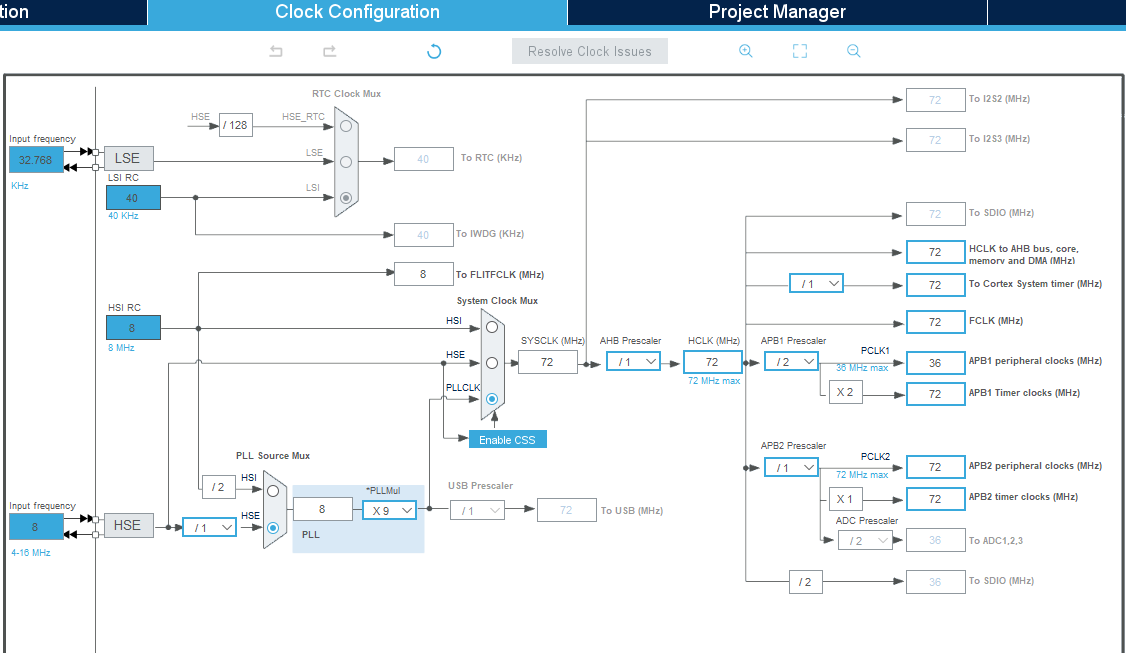 tion
Clock Configuration
Project Manager
Resolve Clock Issues
RTC Clock Mux
HSE
/ 128
HSE_RTC
Input frequency
32.768
KHz
LSE
LSE
40
To RTC (KHz)
LSI RC
40
40 KHz
LSI
40
To IWDG (KHz)
8
To FLITFCLK (MHz)
System Clock Mux
HSI RC
8
8 MHz
HSI
HSE
PLLCLK
SYSCLK (MHz)
72
AHB Prescaler
/ 1
HCLK (MHz)
72
72 MHz max
Enable CSS
72
To I2S2 (MHz)
72
To I2S3 (MHz)
72
To SDIO (MHz)
72
HCLK to AHB bus, core,
memory and DMA (MHz)
/ 1
72
To Cortex System timer (MHz)
72
FCLK (MHz)
APB1 Prescaler
/ 2
PCLK1
36 MHz max
36
APB1 peripheral clocks (MHz)
X 2
72
APB1 Timer clocks (MHz)
APB2 Prescaler
/ 1
PCLK2
72 MHz max
72
APB2 peripheral clocks (MHz)
X 1
72
APB2 timer clocks (MHz)
ADC Prescaler
/ 2
36
To ADC1,2,3
/ 2
36
To SDIO (MHz)
PLL Source Mux
/ 2
HSI
Input frequency
8
4-16 MHz
HSE
/ 1
HSE
8
*PLLMul
X 9
PLL
USB Prescaler
/ 1
72
To USB (MHz)